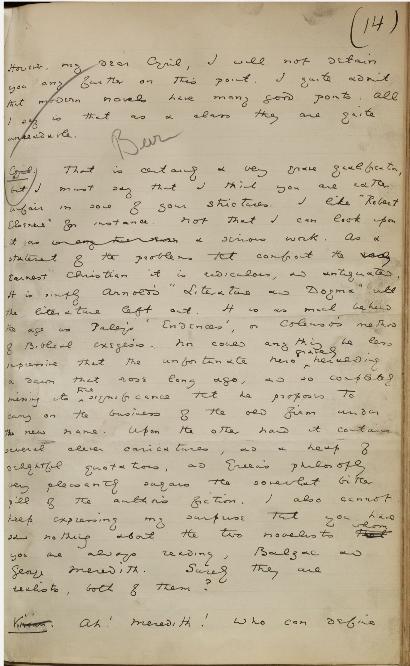 (14)
However, my dear Cyril, I will not detain
you any further on this point. I quite admit
that modern novels have many good points. All
I say is that as a class they are quite
unreadable.
Cyril. That is certainly a very grave qualification,
but I must say that I think you are rather
unfair in some of your strictures. I like "Robert
Elsmere" for instance. Not that I can look upon
it as a serious work. As a
statement of the problems that confront the
earnest Christian it is ridiculous, and antiquated.
It is simply Arnold's "Literature and Dogma" with
the literature left out. It is as much behind
the age as Paley's 'Evidences', or Colenso's method
of Biblical exegesis. Nor could anything be less
impressive than the unfortunate hero gravely heralding
a dawn that rose long ago, and so completely
missing its true significance that he proposes to
carry on the business of the old firm under
the new name. Upon the other hand it contains
several clever caricatures, and a heap of
delightful quotations, and Green's philosophy
very pleasantly sugars the somewhat bitter
pill of the author's fiction. I also cannot
help expressing my surprise that you have
said nothing about the two novelists whom
you are always reading, Balzac and
George Meredith. Surely they are
realists, both of them?
Vivian. Ah! Meredith! Who can define